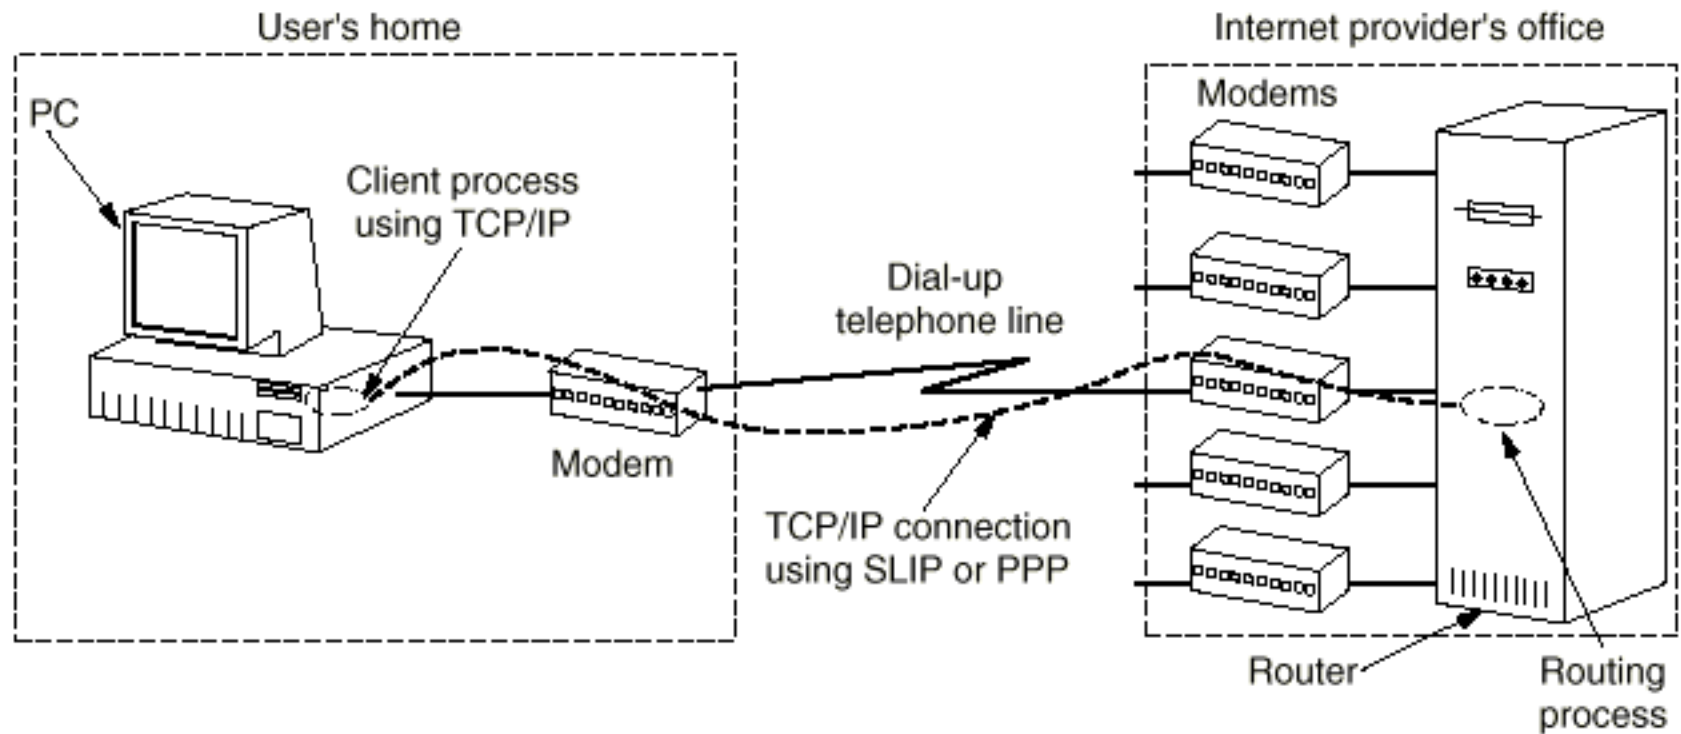 User's home
Internet provider's office
PC
Modems
Client process
using TCP/IP
Dial-up
telephone line
Modem
TCP/IP connection
using SLIP or PPP
Router
Routing
process